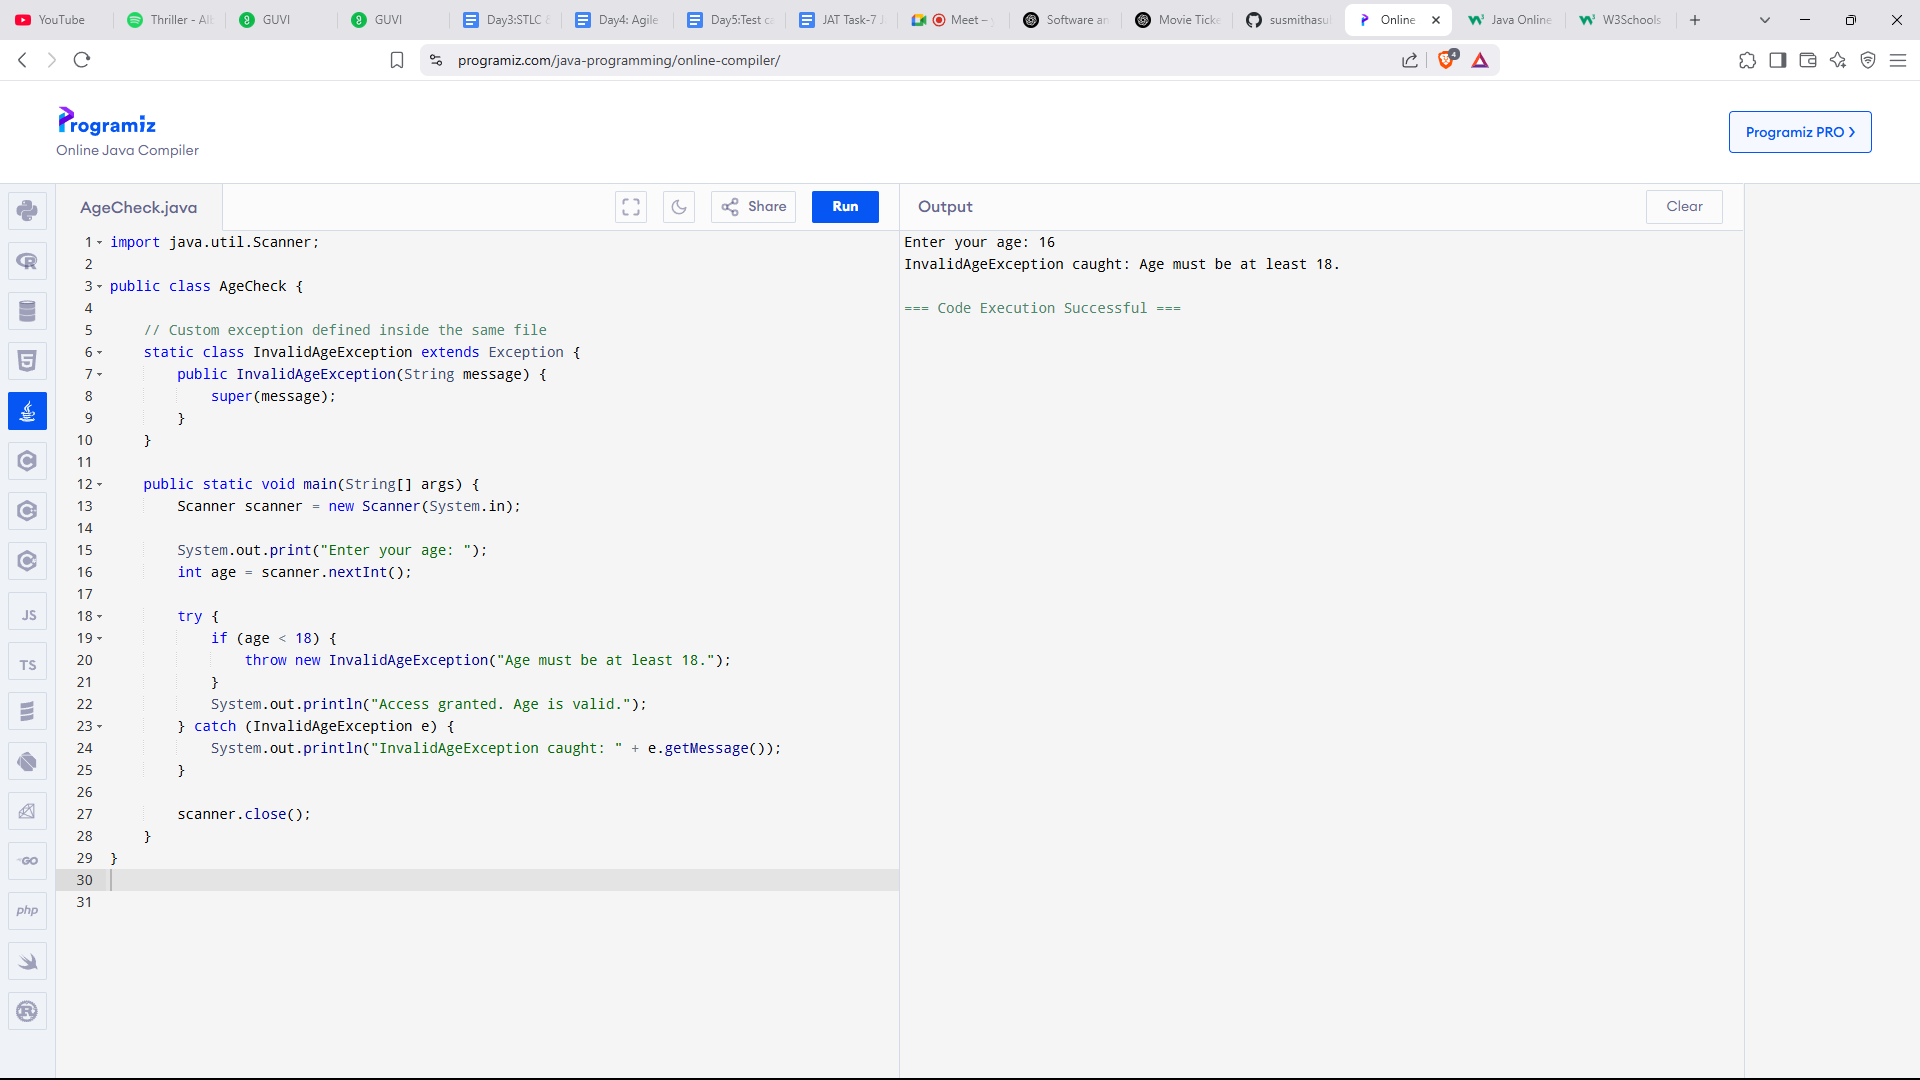 YouTube
Thriller - Alb
GUVI
GUVI
Day3:STLC &
Day4: Agile
Day5:Test ca
JAT Task-7 J
Meet –
Software an
Movie Ticke
susmithasu
Online
Java Online
W3Schools
programiz.com/java-programming/online-compiler/
4
Programiz
Online Java Compiler
Programiz PRO
AgeCheck.java
Share
Run
Output
Clear
1 import java.util.Scanner;
2
3 public class AgeCheck {
4
5     // Custom exception defined inside the same file
6     static class InvalidAgeException extends Exception {
7         public InvalidAgeException(String message) {
8             super(message);
9         }
10     }
11
12     public static void main(String[] args) {
13         Scanner scanner = new Scanner(System.in);
14
15         System.out.print("Enter your age: ");
16         int age = scanner.nextInt();
17
18         try {
19             if (age < 18) {
20                 throw new InvalidAgeException("Age must be at least 18.");
21             }
22             System.out.println("Access granted. Age is valid.");
23         } catch (InvalidAgeException e) {
24             System.out.println("InvalidAgeException caught: " + e.getMessage());
25         }
26
27         scanner.close();
28     }
29 }
30
31
Enter your age: 16
InvalidAgeException caught: Age must be at least 18.
=== Code Execution Successful ===
JS
TS
GO
php